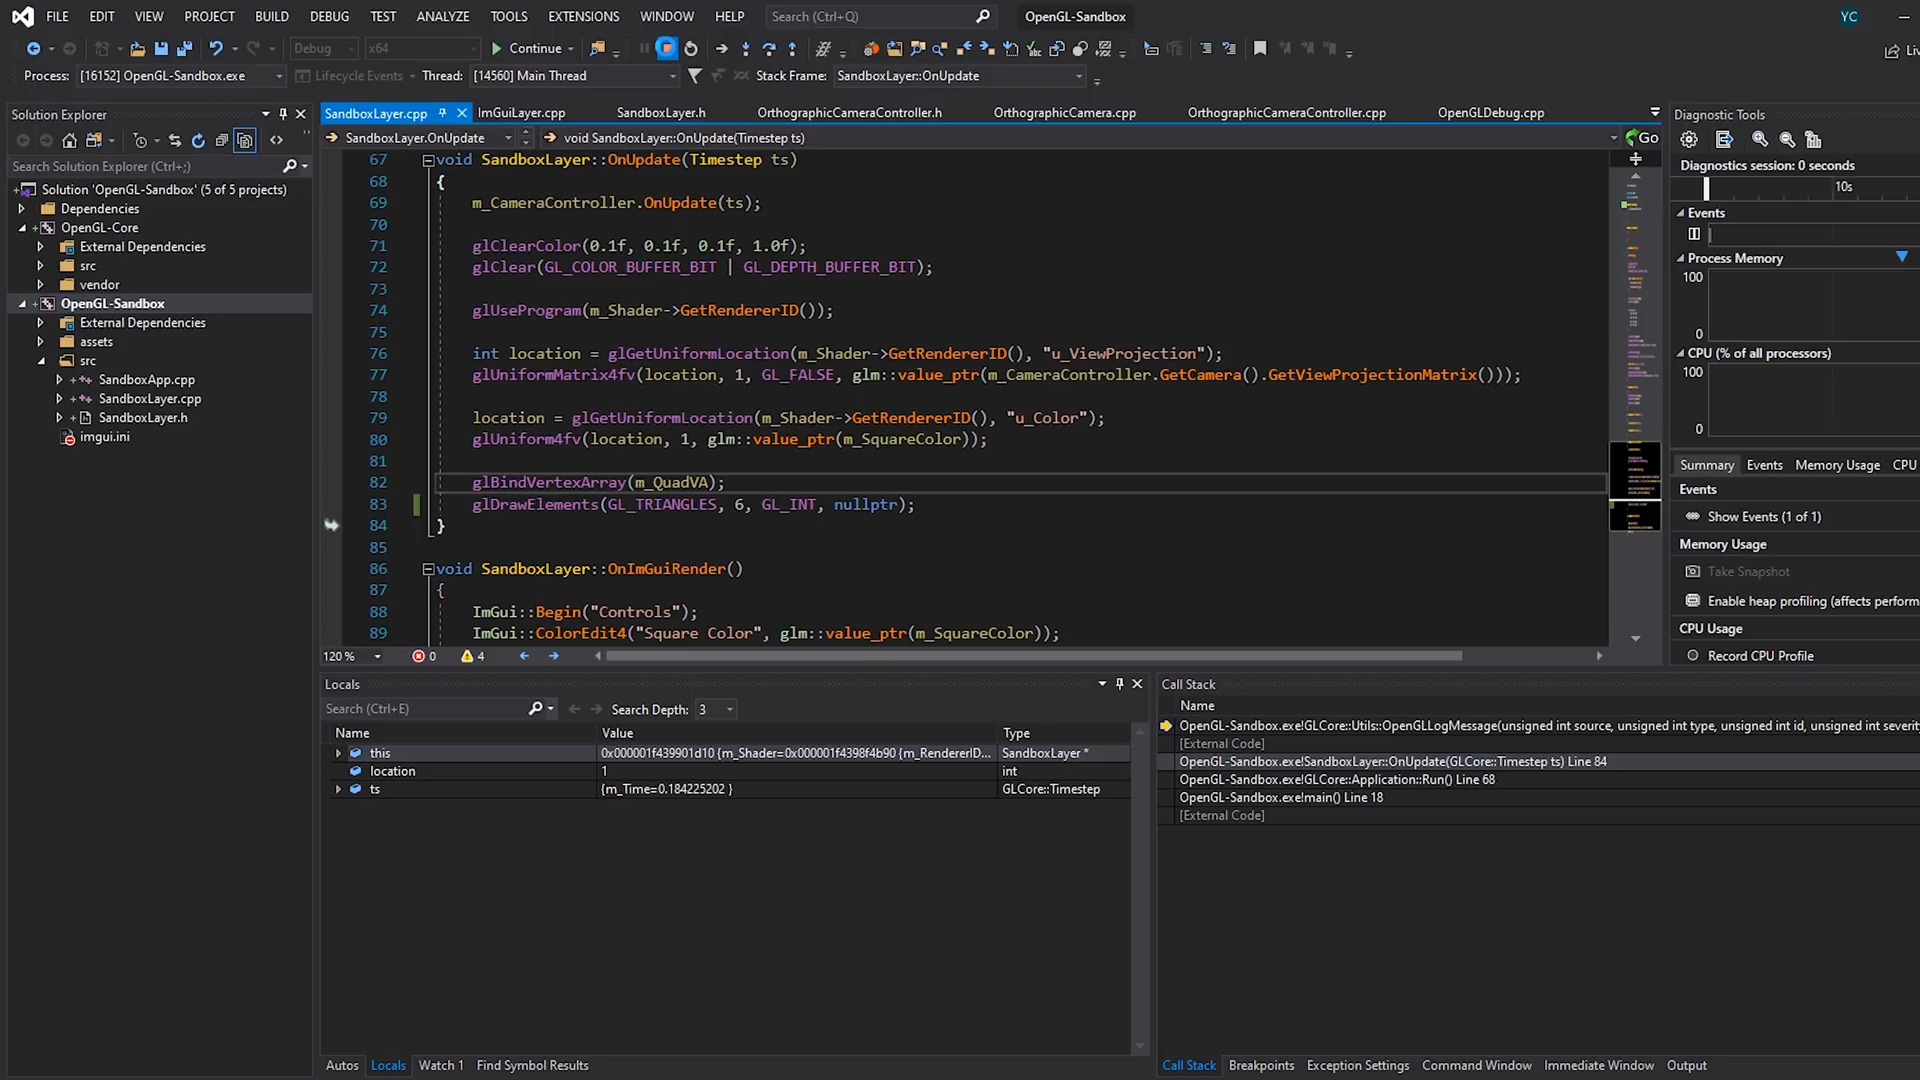 FILE EDIT VIEW PROJECT BUILD DEBUG TEST ANALYZE TOOLS EXTENSIONS WINDOW HELP Search (Ctrl+Q) OpenGL-Sandbox YC
Debug x64 Continue Liv
Process: [16152] OpenGL-Sandbox.exe Lifecycle Events Thread: [14560] Main Thread Stack Frame: SandboxLayer::OnUpdate
Solution Explorer
Search Solution Explorer (Ctrl+;)
Solution 'OpenGL-Sandbox' (5 of 5 projects)
Dependencies
OpenGL-Core
External Dependencies
src
vendor
OpenGL-Sandbox
External Dependencies
assets
src
SandboxApp.cpp
SandboxLayer.cpp
SandboxLayer.h
imgui.ini
SandboxLayer.cpp ImGuiLayer.cpp SandboxLayer.h OrthographicCameraController.h OrthographicCamera.cpp OrthographicCameraController.cpp OpenGLDebug.cpp
SandboxLayer.OnUpdate void SandboxLayer::OnUpdate(Timestep ts) Go
67 void SandboxLayer::OnUpdate(Timestep ts)
68 {
69 m_CameraController.OnUpdate(ts);
70
71 glClearColor(0.1f, 0.1f, 0.1f, 1.0f);
72 glClear(GL_COLOR_BUFFER_BIT | GL_DEPTH_BUFFER_BIT);
73
74 glUseProgram(m_Shader->GetRendererID());
75
76 int location = glGetUniformLocation(m_Shader->GetRendererID(), "u_ViewProjection");
77 glUniformMatrix4fv(location, 1, GL_FALSE, glm::value_ptr(m_CameraController.GetCamera().GetViewProjectionMatrix()));
78
79 location = glGetUniformLocation(m_Shader->GetRendererID(), "u_Color");
80 glUniform4fv(location, 1, glm::value_ptr(m_SquareColor));
81
82 glBindVertexArray(m_QuadVA);
83 glDrawElements(GL_TRIANGLES, 6, GL_INT, nullptr);
84 }
85
86 void SandboxLayer::OnImGuiRender()
87 {
88 ImGui::Begin("Controls");
89 ImGui::ColorEdit4("Square Color", glm::value_ptr(m_SquareColor));
120 % 0 4
Diagnostic Tools
Diagnostics session: 0 seconds
10s
Events
Process Memory
100
0
CPU (% of all processors)
100
0
Summary Events Memory Usage CPU
Events
Show Events (1 of 1)
Memory Usage
Take Snapshot
Enable heap profiling (affects perform
CPU Usage
Record CPU Profile
Locals
Search (Ctrl+E) Search Depth: 3
Name Value Type
this 0x000001f439901d10 {m_Shader=0x000001f4398f4b90 {m_RendererID... SandboxLayer *
location 1 int
ts {m_Time=0.184225202 } GLCore::Timestep
Autos Locals Watch 1 Find Symbol Results
Call Stack
Name
OpenGL-Sandbox.exe!GLCore::Utils::OpenGLLogMessage(unsigned int source, unsigned int type, unsigned int id, unsigned int severit
[External Code]
OpenGL-Sandbox.exe!SandboxLayer::OnUpdate(GLCore::Timestep ts) Line 84
OpenGL-Sandbox.exe!GLCore::Application::Run() Line 68
OpenGL-Sandbox.exe!main() Line 18
[External Code]
Call Stack Breakpoints Exception Settings Command Window Immediate Window Output